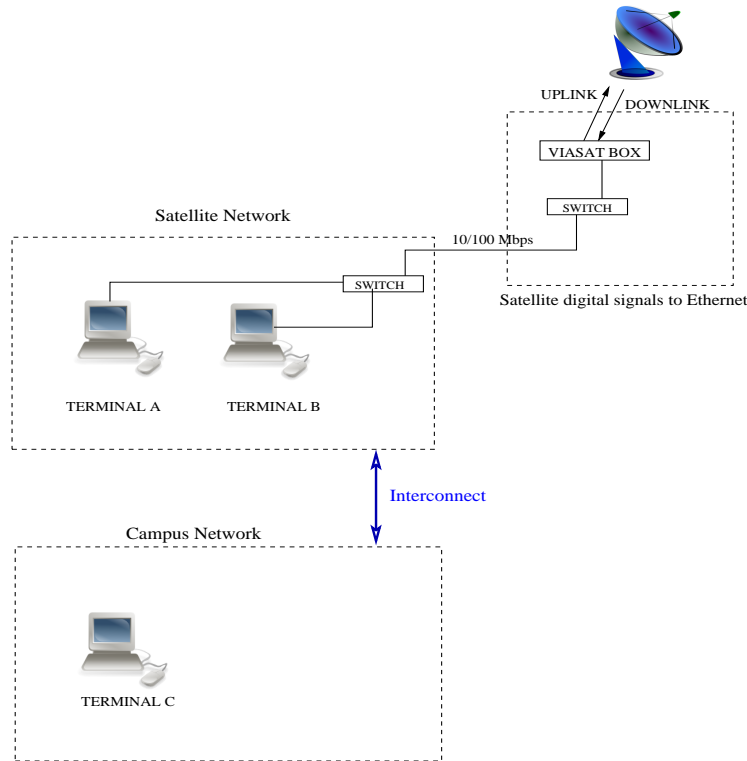 UPLINK
DOWNLINK
VIASAT BOX
SWITCH
Satellite Network
10/100 Mbps
SWITCH
Satellite digital signals to Ethernet
TERMINAL A
TERMINAL B
Interconnect
Campus Network
TERMINAL C